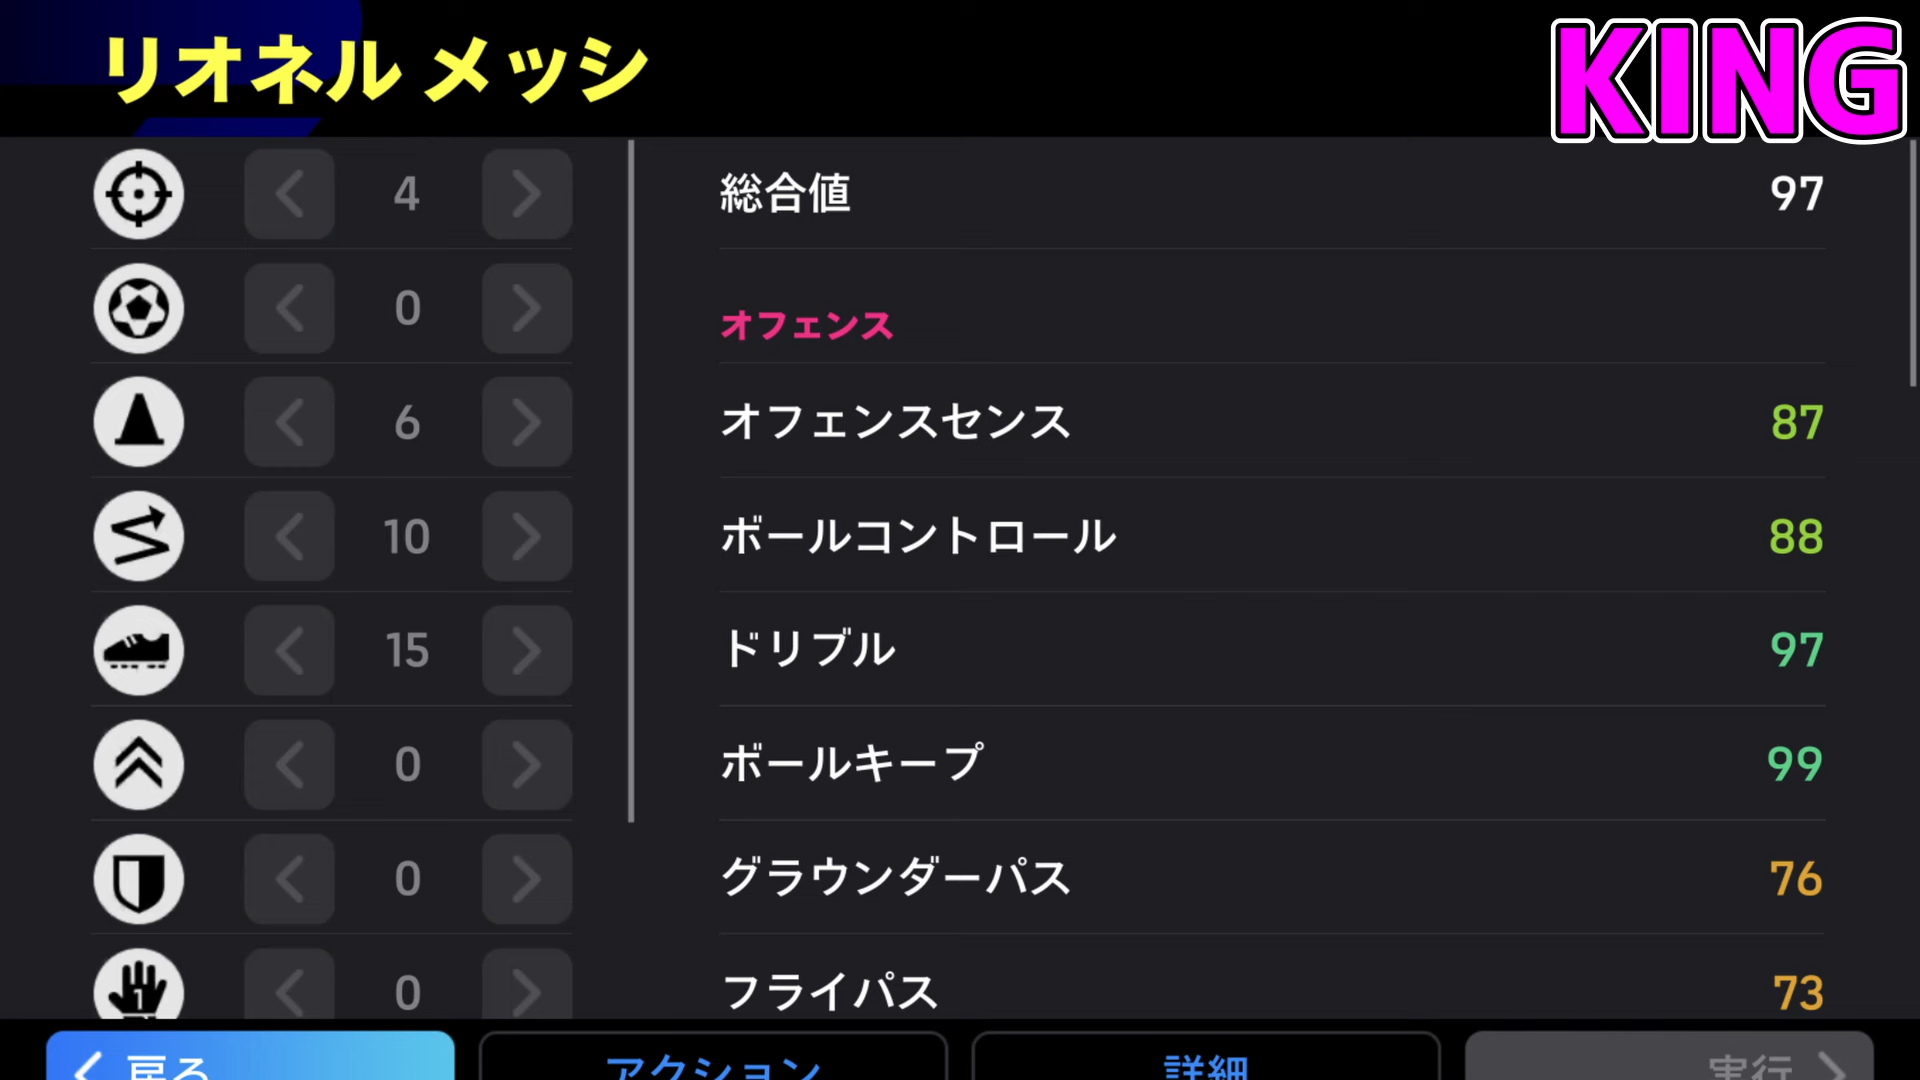 リオネル メッシ
KING
4
0
6
10
15
0
0
0
総合値 97
オフェンス
オフェンスセンス 87
ボールコントロール 88
ドリブル 97
ボールキープ 99
グラウンダーパス 76
フライパス 73
戻る
アクション
詳細
実行